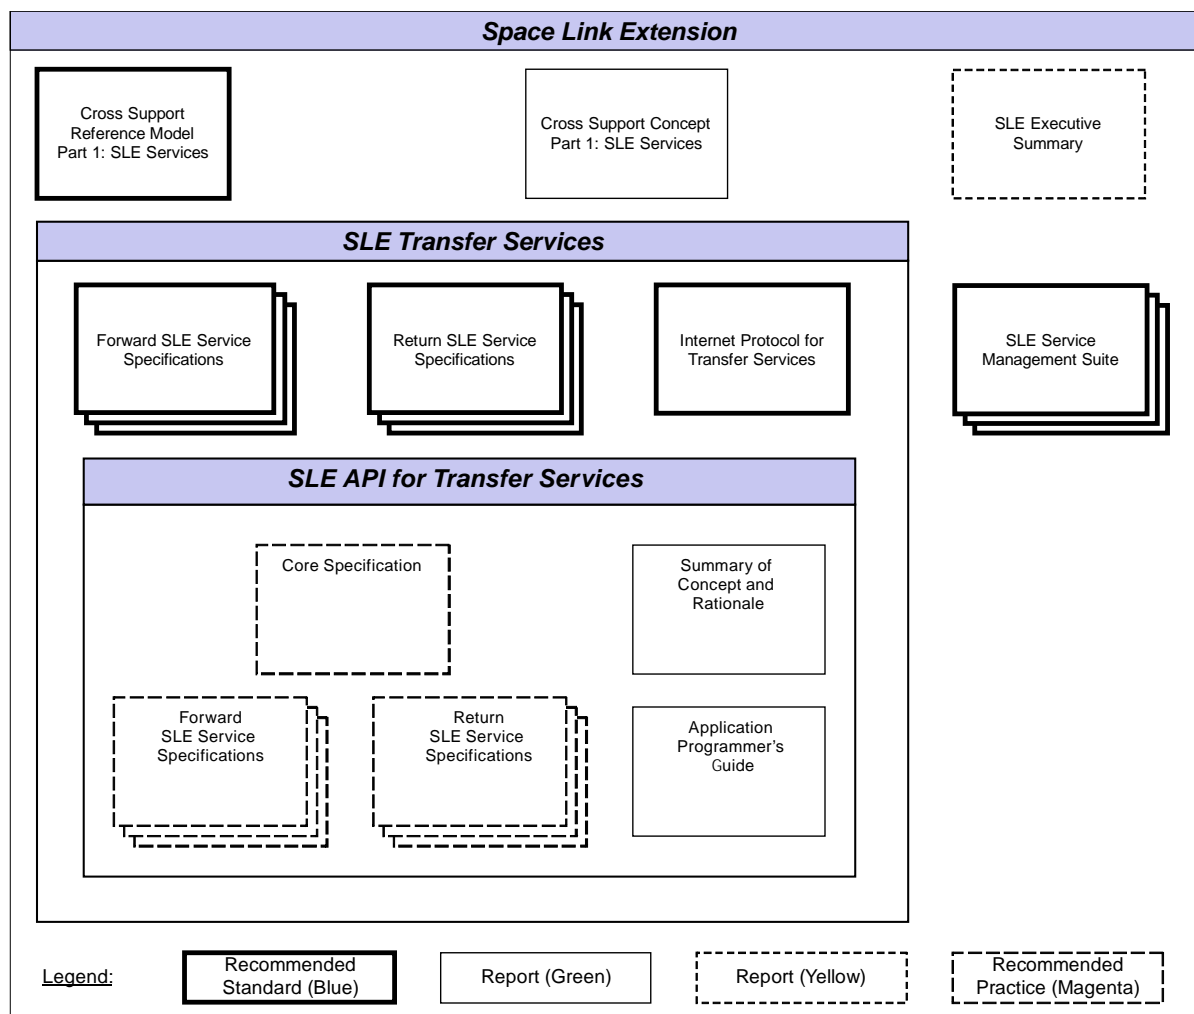 Space Link Extension
Cross Support
Reference Model
Part 1: SLE Services
Cross Support Concept
Part 1: SLE Services
SLE Executive
Summary
SLE Transfer Services
Forward SLE Service
Specifications
Return SLE Service
Specifications
Internet Protocol for
Transfer Services
SLE Service
Management Suite
SLE API for Transfer Services
Core Specification
Summary of
Concept and
Rationale
Forward
SLE Service
Specifications
Return
SLE Service
Specifications
Application
Programmer's
Guide
Legend:
Recommended
Standard (Blue)
Report (Green)
Report (Yellow)
Recommended
Practice (Magenta)